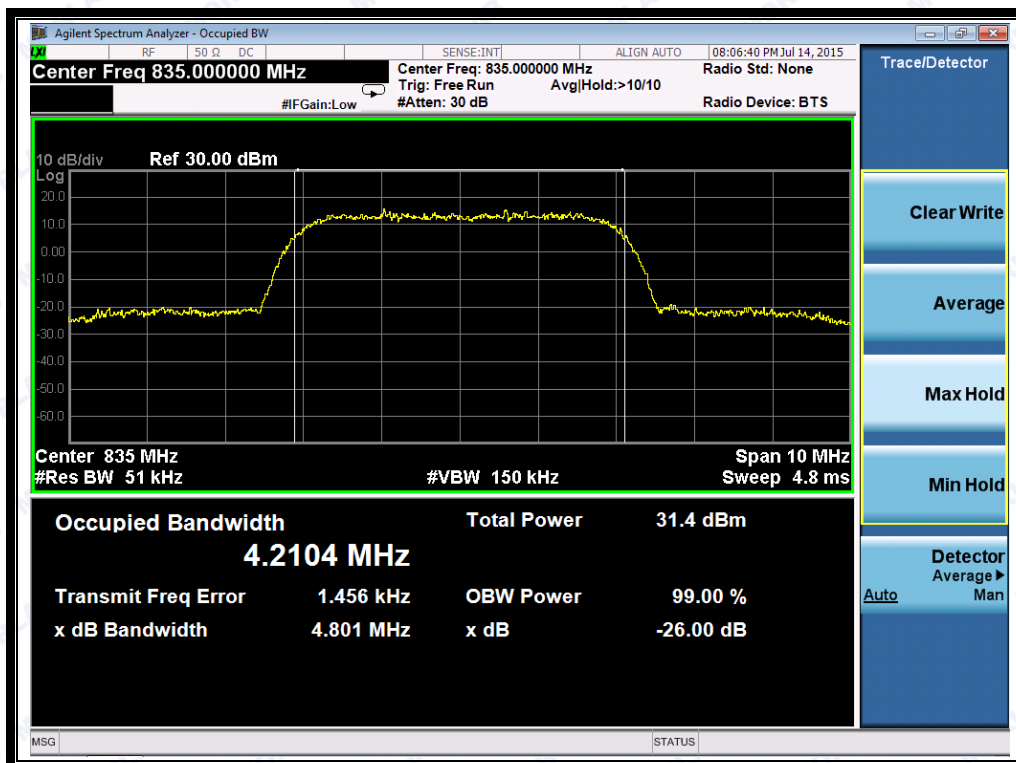 Agilent Spectrum Analyzer - Occupied BW
LXI
RF 50 Ω DC SENSE:INT ALIGN AUTO 08:06:40 PM Jul 14, 2015
Center Freq 835.000000 MHz
Center Freq: 835.000000 MHz
Radio Std: None
Trig: Free Run Avg|Hold:>10/10
#IFGain:Low
#Atten: 30 dB
Radio Device: BTS
10 dB/div Ref 30.00 dBm
Log
20.0
10.0
0.00
-10.0
-20.0
-30.0
-40.0
-50.0
-60.0
Center 835 MHz Span 10 MHz
#Res BW 51 kHz #VBW 150 kHz Sweep 4.8 ms
Occupied Bandwidth
4.2104 MHz
Total Power 31.4 dBm
Transmit Freq Error 1.456 kHz OBW Power 99.00 %
x dB Bandwidth 4.801 MHz x dB -26.00 dB
MSG STATUS
Trace/Detector
Clear Write
Average
Max Hold
Min Hold
Detector
Average▶
Auto Man